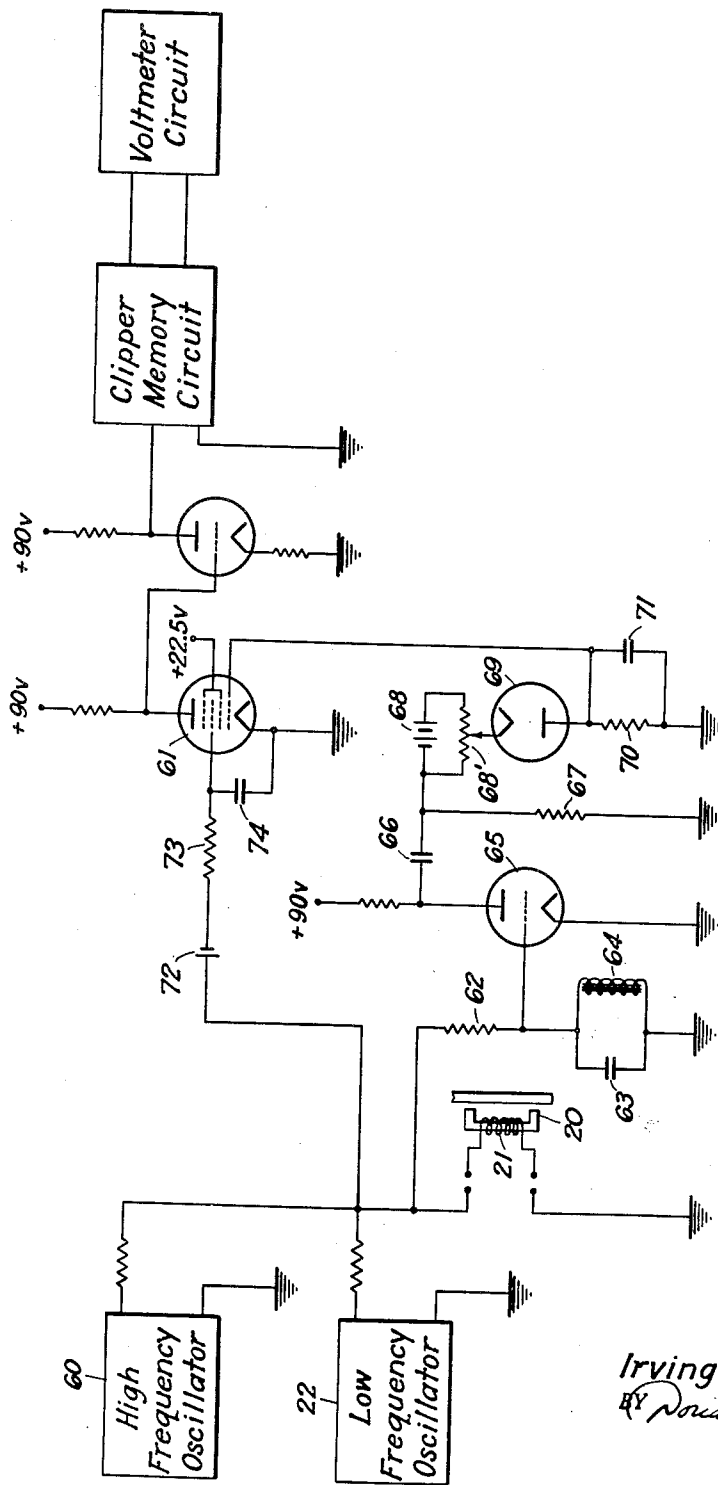 60
High
Frequency
Oscillator
22
Low
Frequency
Oscillator
72
73
74
61
+90v
+22.5v
+90v
Clipper
Memory
Circuit
Voltmeter
Circuit
21
20
62
63
64
+90v
65
66
67
68
68'
69
70
71
Irving
BY